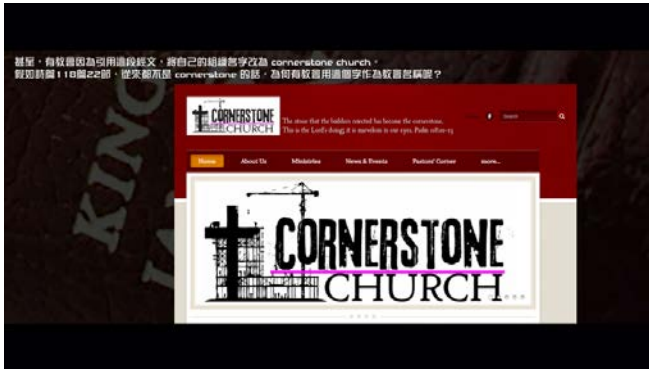 甚至，有教會因為引用這段經文，將自己的組織名字改為 cornerstone church，
假如詩篇118篇22節，從來都不是 cornerstone 的話，為何有教會用這個字作為教會名稱呢？
KING
CORNERSTONE
CHURCH
The stone that the builders rejected has become the cornerstone.
This is the Lord's doing; it is marvelous in our eyes. Psalm 118:22-23
Search
Home About Us Ministries News & Events Pastors' Corner more...
CORNERSTONE
CHURCH